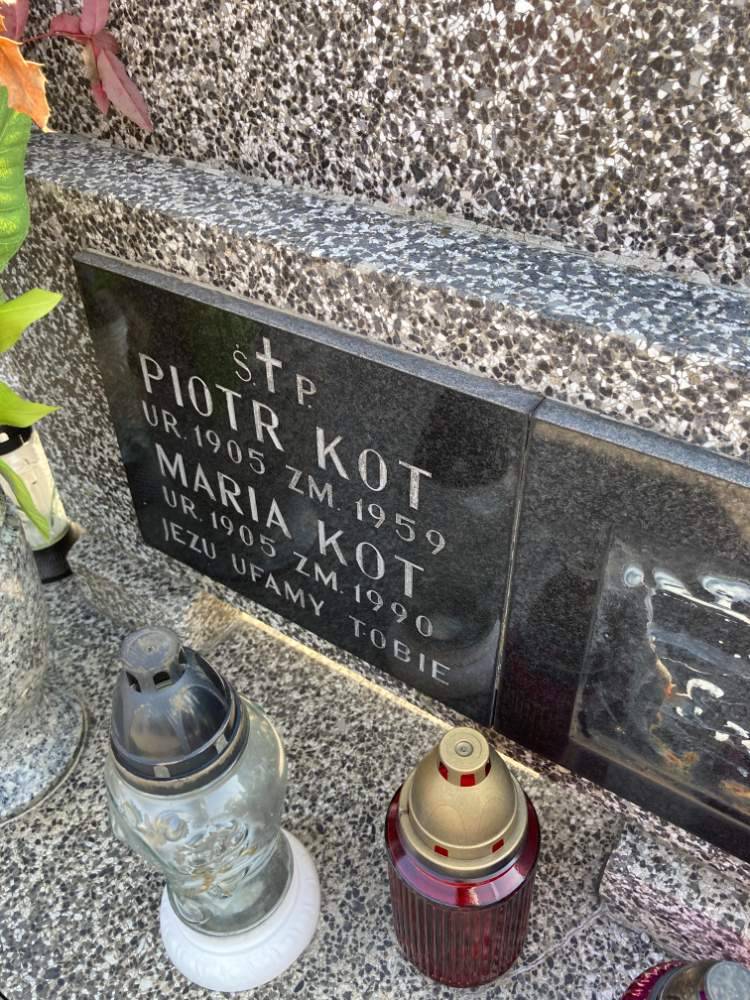 Ś. P.
PIOTR KOT
UR. 1905 ZM. 1959
MARIA KOT
UR. 1905 ZM. 1990
JEZU UFAMY TOBIE